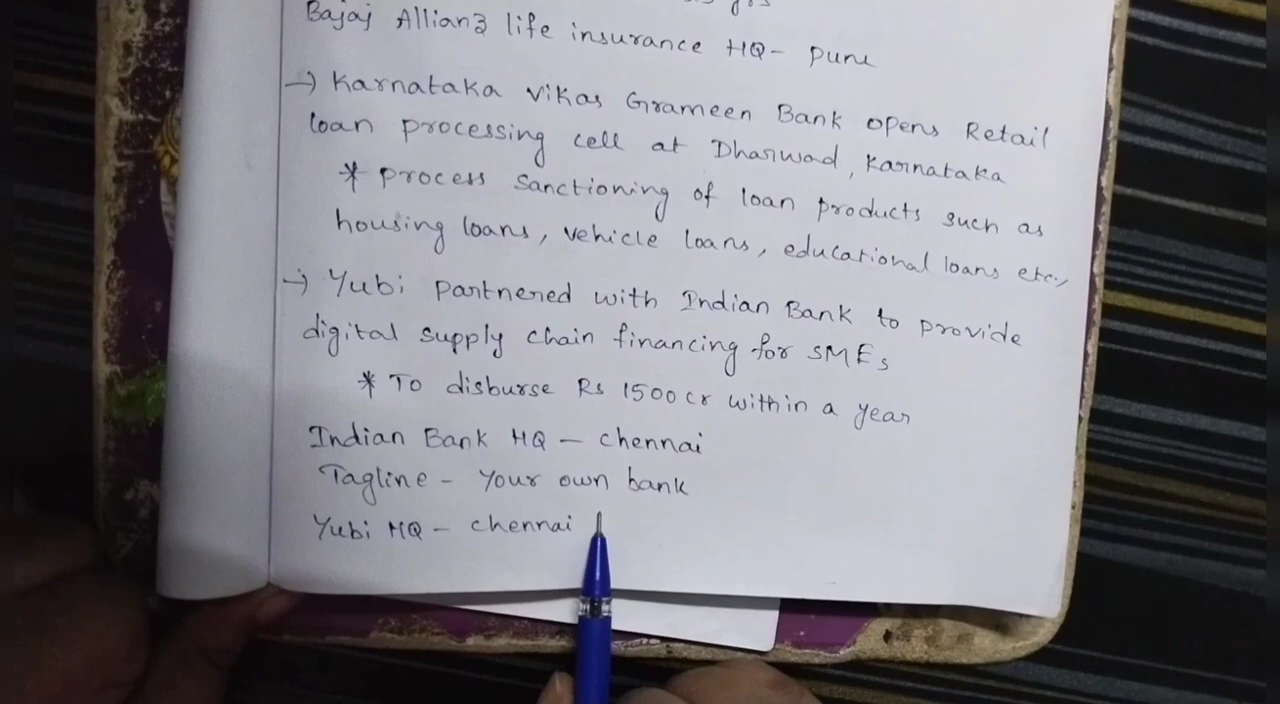 Bajaj Allianz life insurance HQ - Pune
→ Karnataka Vikas Grameen Bank opens Retail
loan processing cell at Dharwad, Karnataka
* process sanctioning of loan products such as
housing loans, vehicle loans, educational loans etc.,
→ Yubi partnered with Indian Bank to provide
digital supply chain financing for SMEs
* To disburse Rs 1500 cr within a year
Indian Bank HQ - Chennai
Tagline - Your own bank
Yubi HQ - Chennai